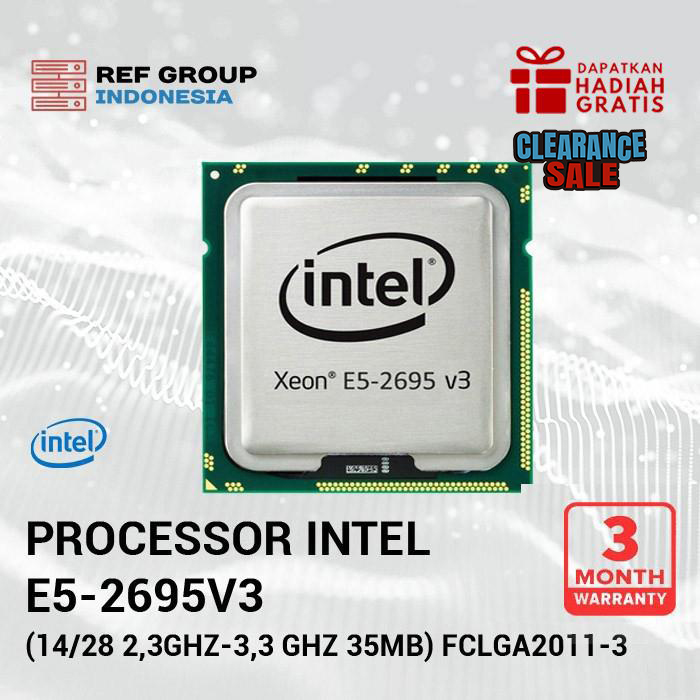 REF GROUP
INDONESIA
DAPATKAN
HADIAH
GRATIS
CLEARANCE
SALE
intel®
Xeon® E5-2695 v3
intel
PROCESSOR INTEL
E5-2695V3
(14/28 2,3GHZ-3,3 GHZ 35MB) FCLGA2011-3
3
MONTH
WARRANTY